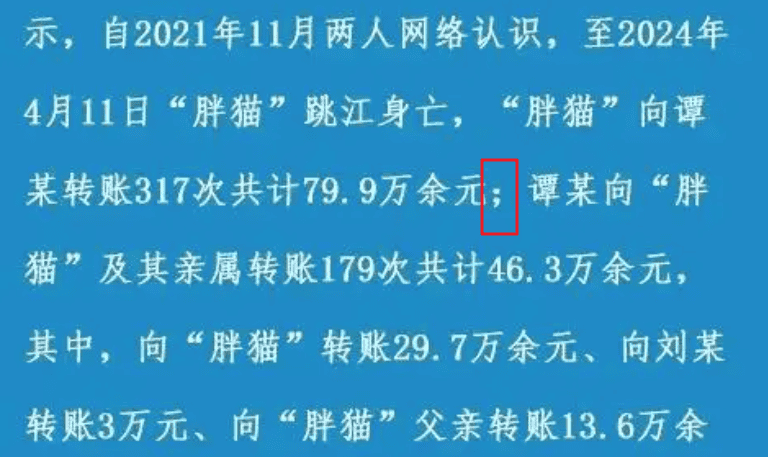 示，自2021年11月两人网络认识，至2024年
4月11日“胖猫”跳江身亡，“胖猫”向谭
某转账317次共计79.9万余元；谭某向“胖
猫”及其亲属转账179次共计46.3万余元，
其中，向“胖猫”转账29.7万余元、向刘某
转账3万元、向“胖猫”父亲转账13.6万余